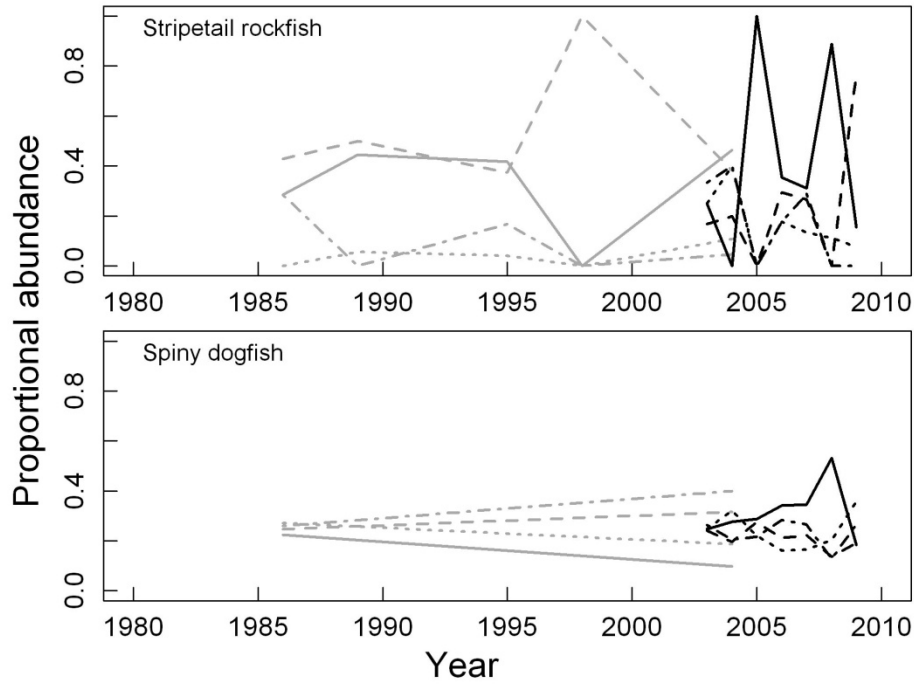 Proportional abundance
Stripetail rockfish
0.8
0.4
0.0
1980 1985 1990 1995 2000 2005 2010
Spiny dogfish
0.8
0.4
0.0
1980 1985 1990 1995 2000 2005 2010
Year